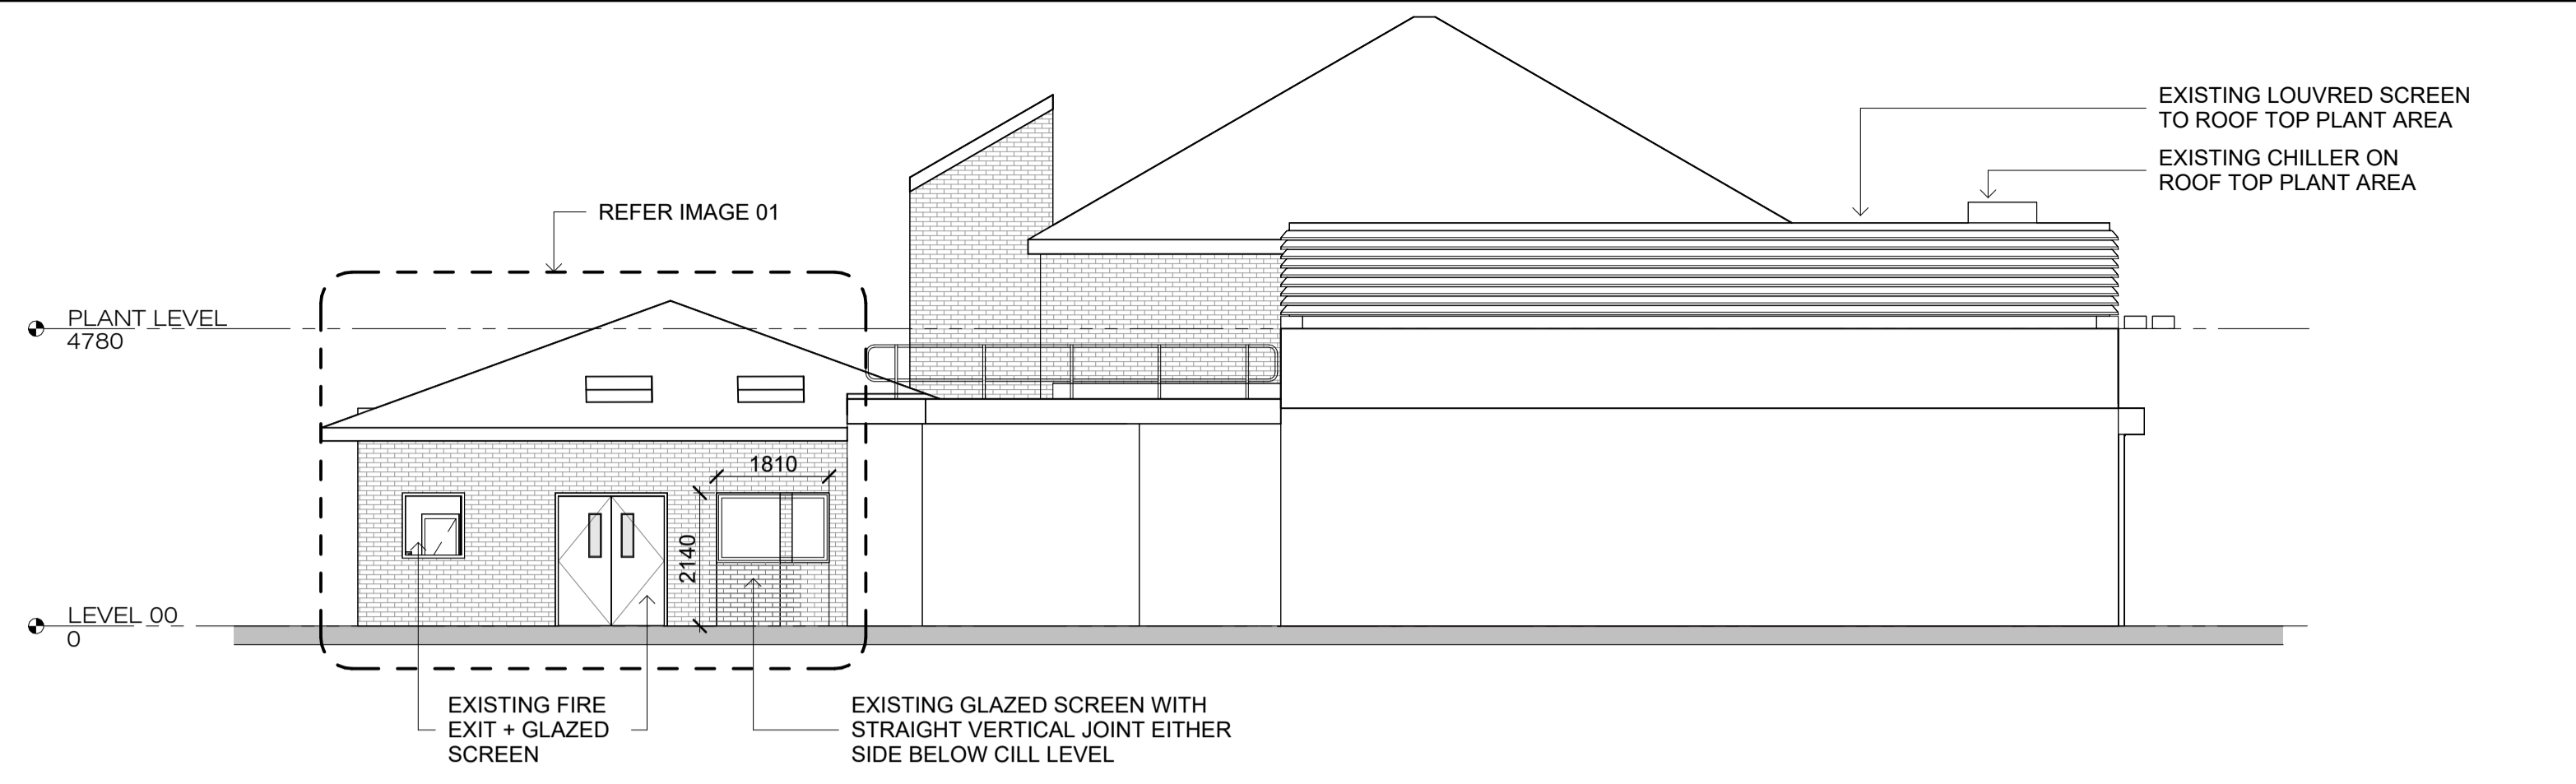 EXISTING LOUVRED SCREEN
TO ROOF TOP PLANT AREA
EXISTING CHILLER ON
ROOF TOP PLANT AREA
REFER IMAGE 01
PLANT LEVEL
4780
1810
2140
LEVEL 00
0
EXISTING FIRE
EXIT + GLAZED
SCREEN
EXISTING GLAZED SCREEN WITH
STRAIGHT VERTICAL JOINT EITHER
SIDE BELOW CILL LEVEL